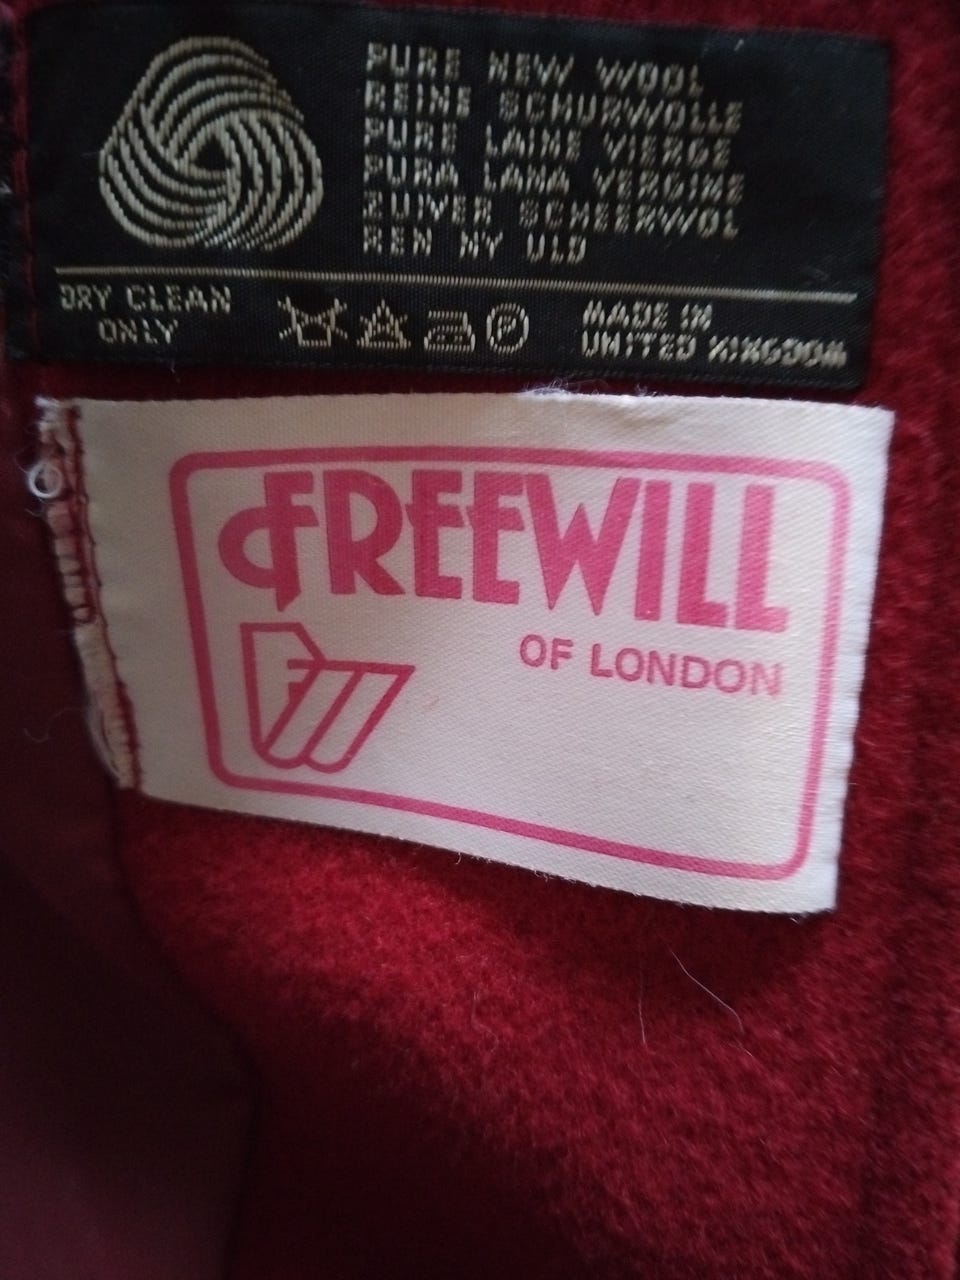 PURE NEW WOOL
REINE SCHURWOLLE
PURE LAINE VIERGE
PURA LANA VERGINE
ZUIVER SCHEERWOL
REN NY ULD
DRY CLEAN
ONLY
P
MADE IN
UNITED KINGDOM
FREEWILL
OF LONDON